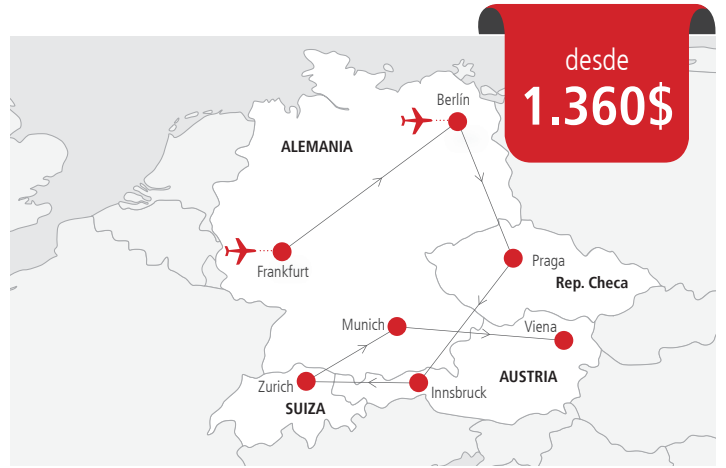 desde
1.360$
Berlín
ALEMANIA
Frankfurt
Praga
Rep. Checa
Munich
Viena
Zurich
Innsbruck
AUSTRIA
SUIZA